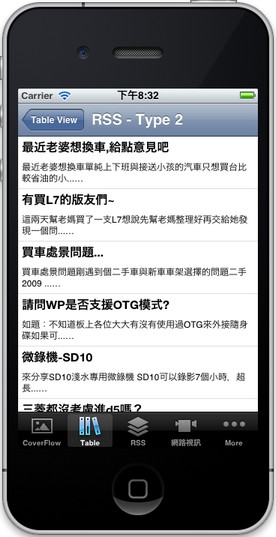 Carrier 下午8:32
Table View RSS - Type 2
最近老婆想換車,給點意見吧
最近老婆想換車單純上下班與接送小孩的汽車只想買台比
較省油的小......
有買L7的版友們~
這兩天幫老媽買了一支L7想說先幫老媽整理好再交給她發
現一個問......
買車處景問題...
買車處景問題剛遇到個二手車與新車車架選擇的問題二手
2009 ......
請問WP是否支援OTG模式?
如題：不知道板上各位大大有沒有使用過OTG來外接隨身
碟如果可......
微錄機-SD10
來分享SD10淺水專用微錄機 SD10可以錄影7個小時, 超
長......
三菱都沒考慮進d5嗎？
CoverFlow Table RSS 網路視訊 More